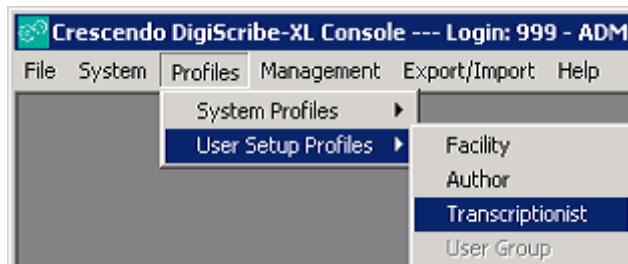 Crescendo DigiScribe-XL Console --- Login: 999 - ADM
File System Profiles Management Export/Import Help
System Profiles
User Setup Profiles
Facility
Author
Transcriptionist
User Group